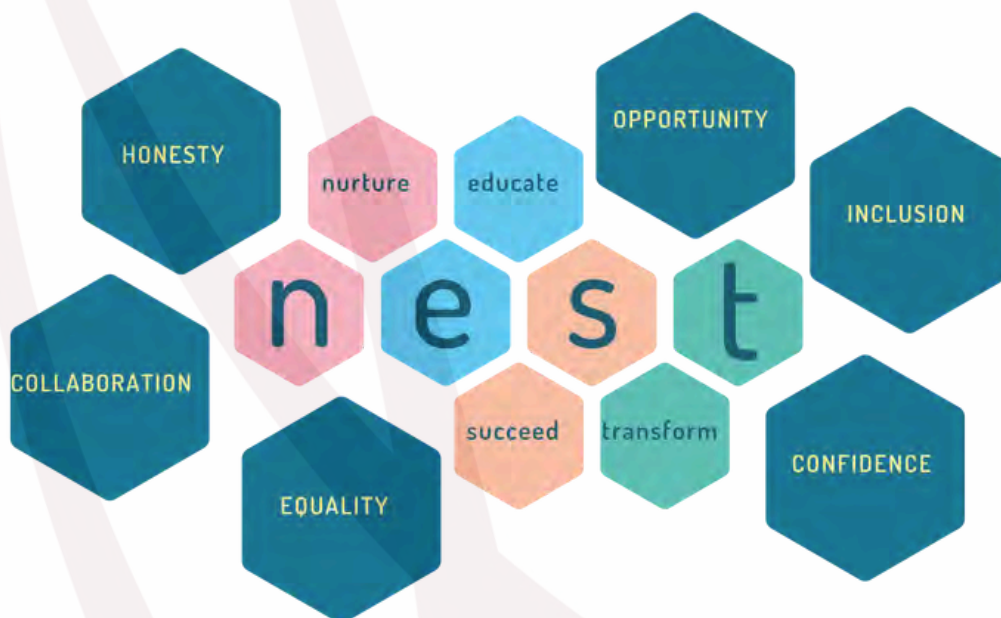 HONESTY
OPPORTUNITY
nurture
educate
INCLUSION
n e s t
COLLABORATION
succeed
transform
CONFIDENCE
EQUALITY